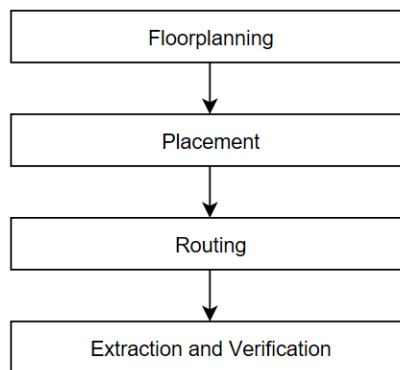 Floorplanning
Placement
Routing
Extraction and Verification